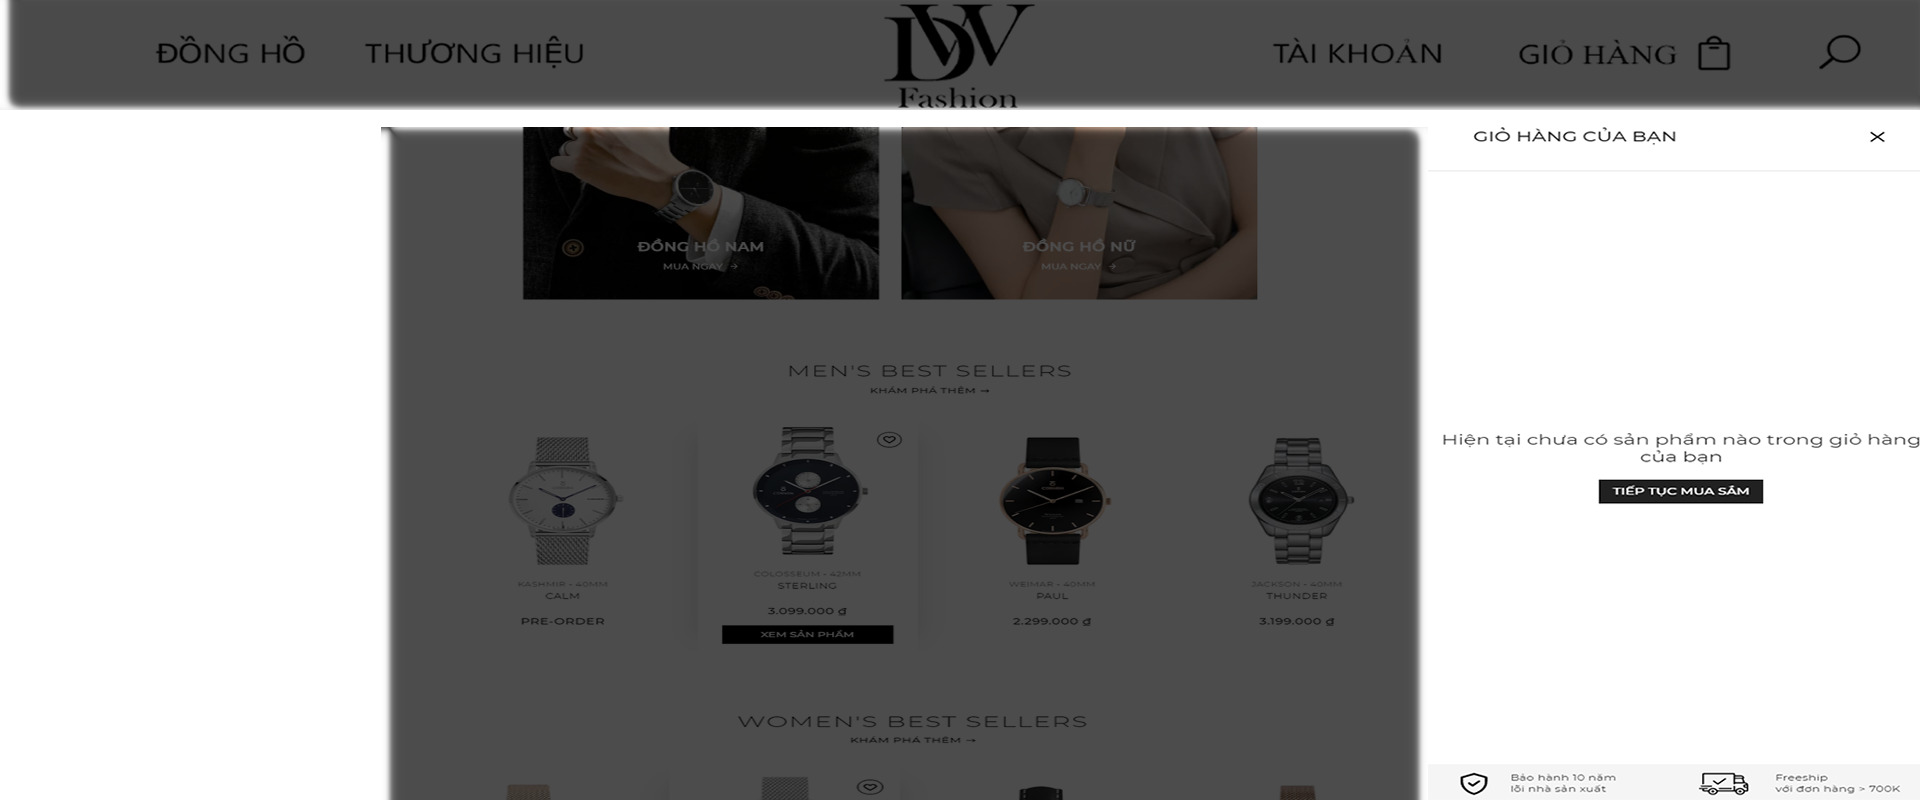 ĐỒNG HỒ
THƯƠNG HIỆU
DW
Fashion
TÀI KHOẢN
GIỎ HÀNG
GIỎ HÀNG CỦA BẠN
ĐỒNG HỒ NAM
MUA NGAY →
ĐỒNG HỒ NỮ
MUA NGAY →
MEN'S BEST SELLERS
KHÁM PHÁ THÊM →
KASHMIR - 40MM
CALM
PRE-ORDER
COLOSSEUM - 42MM
STERLING
3.099.000 ₫
XEM SẢN PHẨM
WEIMAR - 40MM
PAUL
2.299.000 ₫
JACKSON - 40MM
THUNDER
3.199.000 ₫
WOMEN'S BEST SELLERS
KHÁM PHÁ THÊM →
Hiện tại chưa có sản phẩm nào trong giỏ hàng
của bạn
TIẾP TỤC MUA SẮM
Bảo hành 10 năm
lỗi nhà sản xuất
Freeship
với đơn hàng > 700K